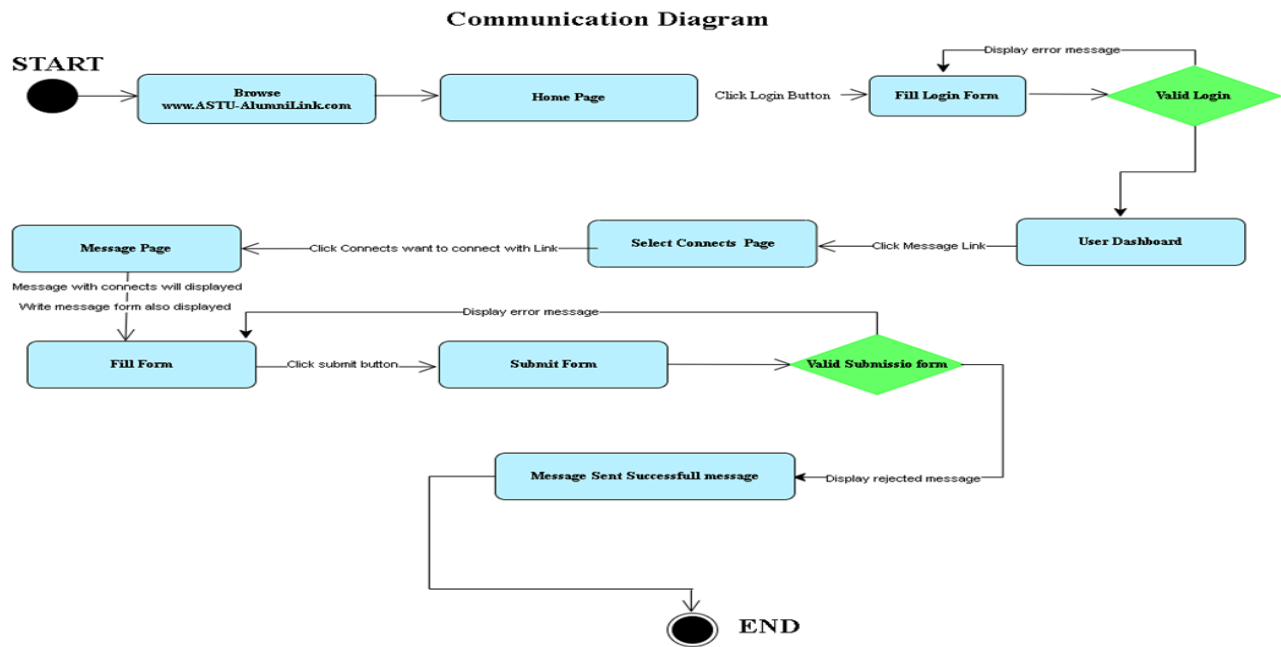 Communication Diagram
START
Display error message
Browse
www.ASTU-AlumniLink.com
Home Page
Click Login Button
Fill Login Form
Valid Login
Message Page
Click Connects want to connect with Link
Select Connects Page
Click Message Link
User Dashboard
Message with connects will displayed
Write message form also displayed
Display error message
Fill Form
Click submit button
Submit Form
Valid Submissio form
Message Sent Successfull message
Display rejected message
END